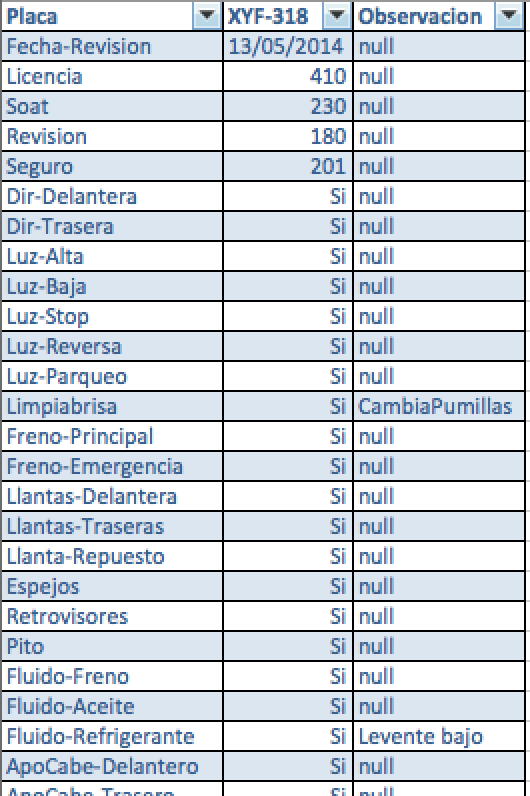 Placa XYF-318 Observacion
Fecha-Revision 13/05/2014 null
Licencia 410 null
Soat 230 null
Revision 180 null
Seguro 201 null
Dir-Delantera Si null
Dir-Trasera Si null
Luz-Alta Si null
Luz-Baja Si null
Luz-Stop Si null
Luz-Reversa Si null
Luz-Parqueo Si null
Limpiabrisa Si CambiaPumillas
Freno-Principal Si null
Freno-Emergencia Si null
Llantas-Delantera Si null
Llantas-Traseras Si null
Llanta-Repuesto Si null
Espejos Si null
Retrovisores Si null
Pito Si null
Fluido-Freno Si null
Fluido-Aceite Si null
Fluido-Refrigerante Si Levente bajo
ApoCabe-Delantero Si null
ApoCabe-Trasero Si null